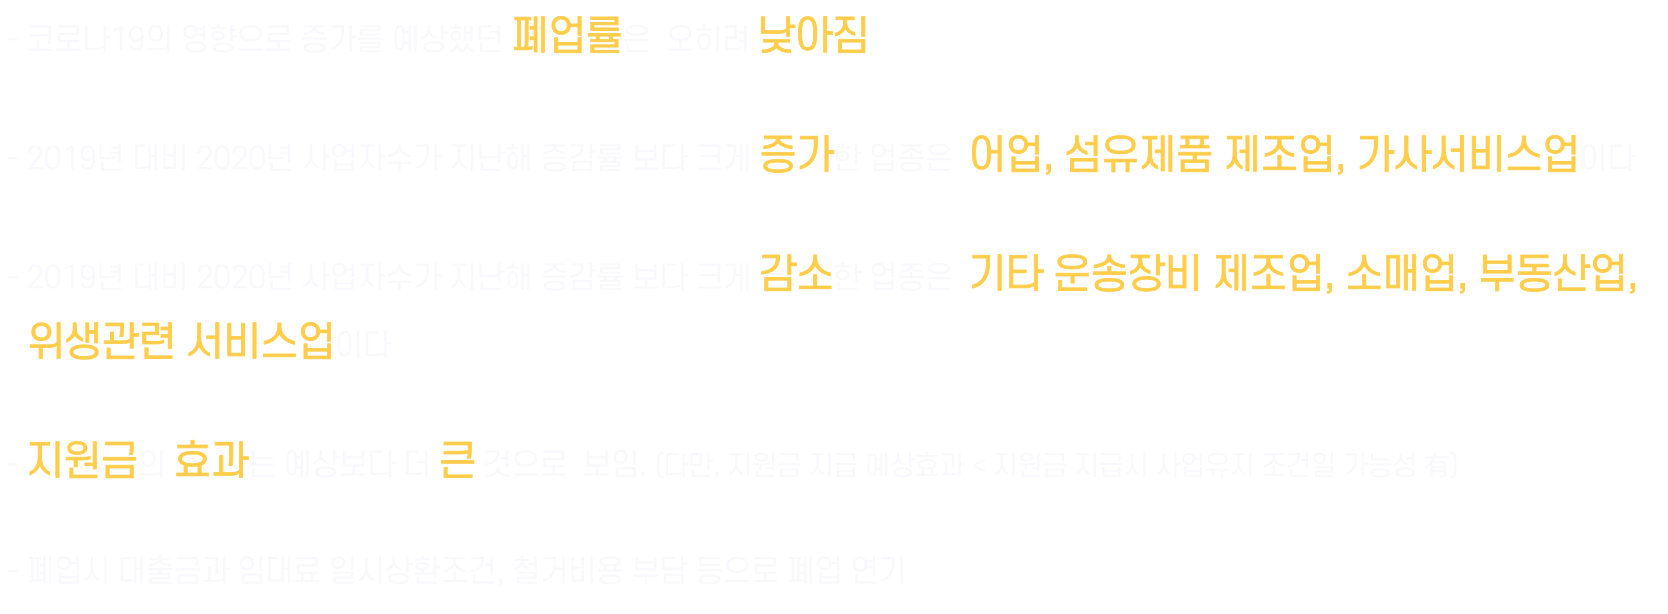 - 코로나19의 영향으로 증가를 예상했던 폐업률은 오히려 낮아짐
- 2019년 대비 2020년 사업자수가 지난해 증감률 보다 크게 증가한 업종은 어업, 섬유제품 제조업, 가사서비스업이다
- 2019년 대비 2020년 사업자수가 지난해 증감률 보다 크게 감소한 업종은 기타 운송장비 제조업, 소매업, 부동산업,
위생관련 서비스업이다
- 지원금의 효과는 예상보다 더 큰 것으로 보임. (다만, 지원금 지급 예상효과 < 지원금 지급시 사업유지 조건일 가능성 有)
- 폐업시 대출금과 임대료 일시상환조건, 철거비용 부담 등으로 폐업 연기